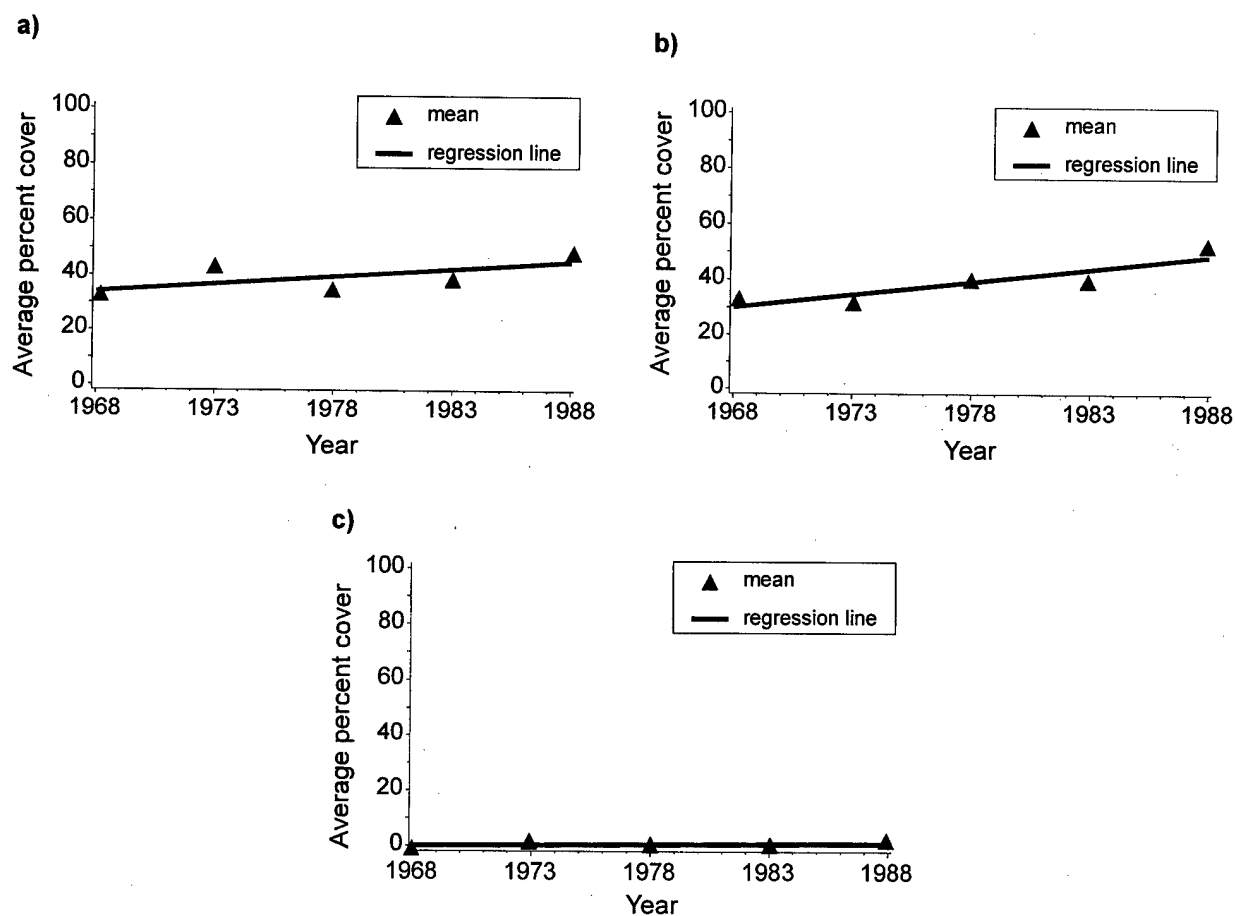 a)
Average percent cover
100
80
60
40
20
0
mean
regression line
1968 1973 1978 1983 1988
Year
b)
Average percent cover
100
80
60
40
20
0
mean
regression line
1968 1973 1978 1983 1988
Year
c)
Average percent cover
100
80
60
40
20
0
mean
regression line
1968 1973 1978 1983 1988
Year